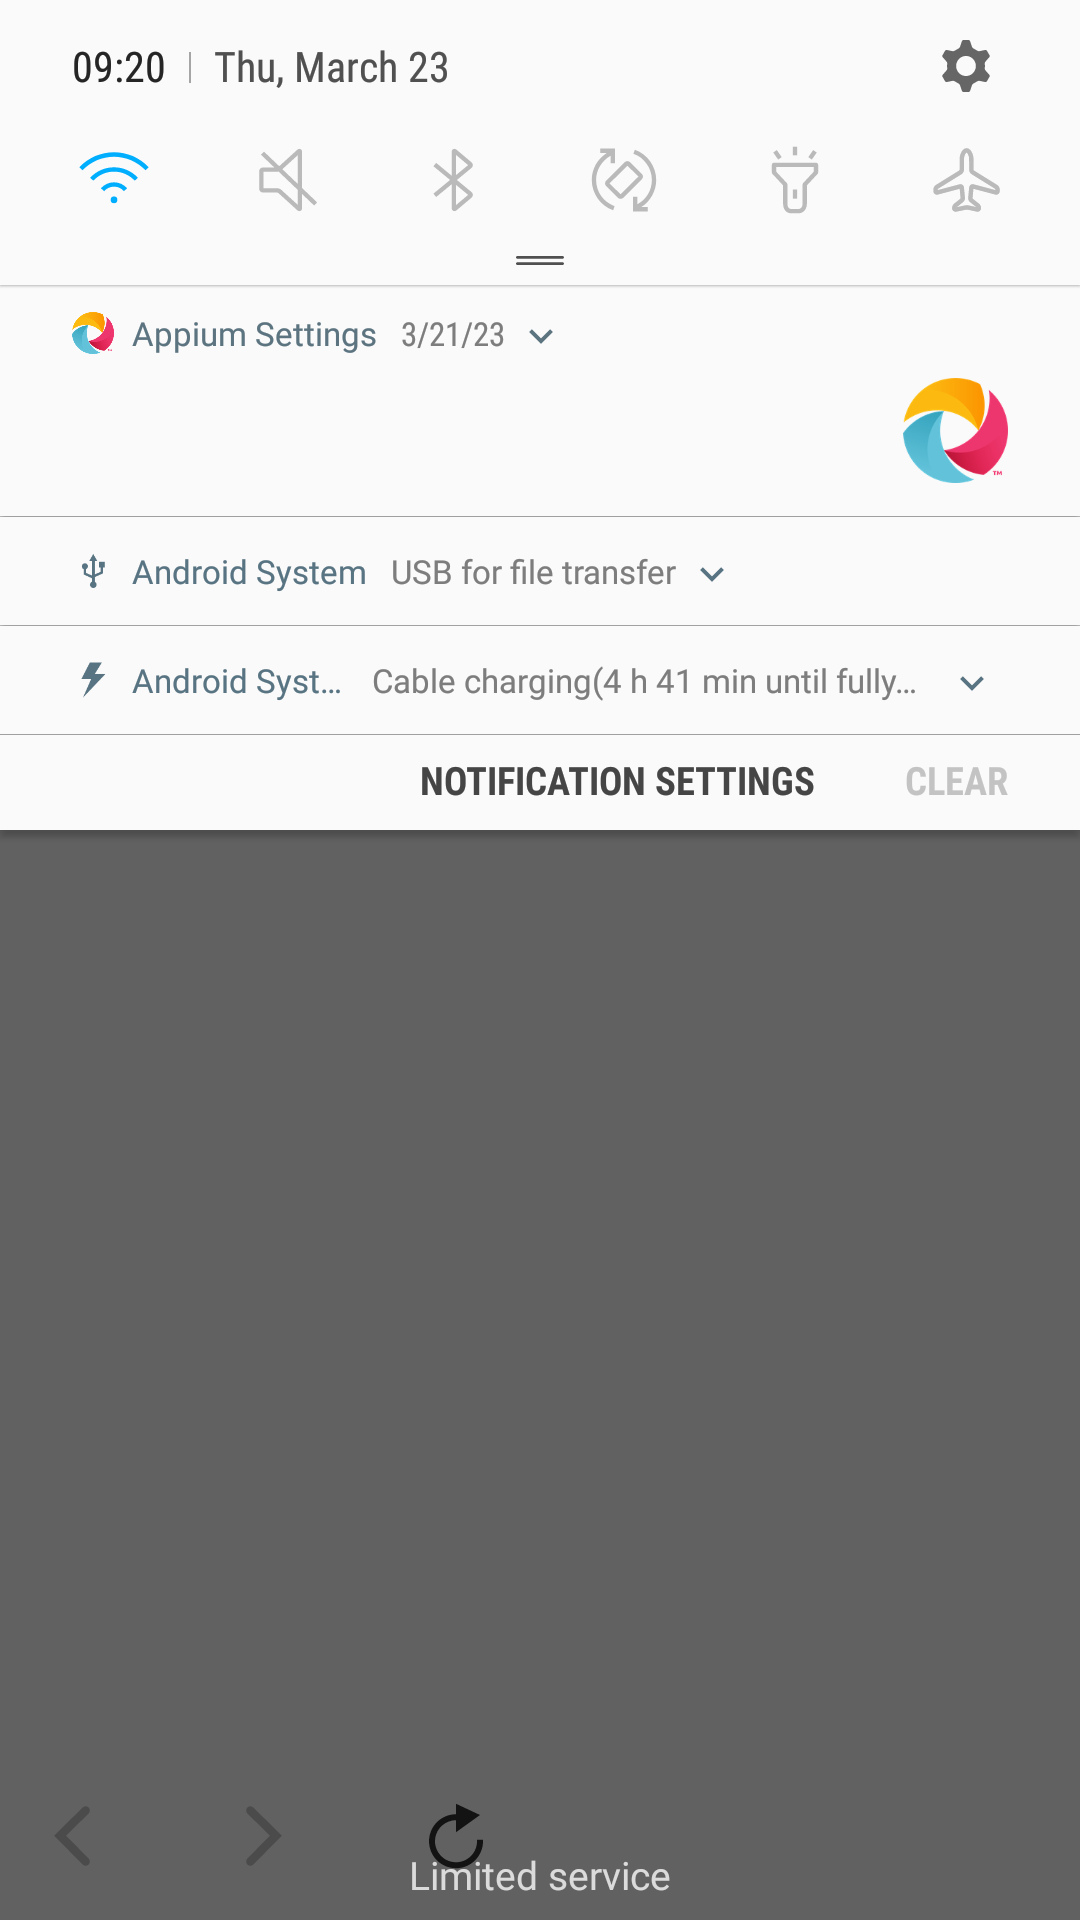 09:20 | Thu, March 23
Appium Settings 3/21/23
TM
Android System USB for file transfer
Android Syst... Cable charging(4 h 41 min until fully...
NOTIFICATION SETTINGS CLEAR
Limited service